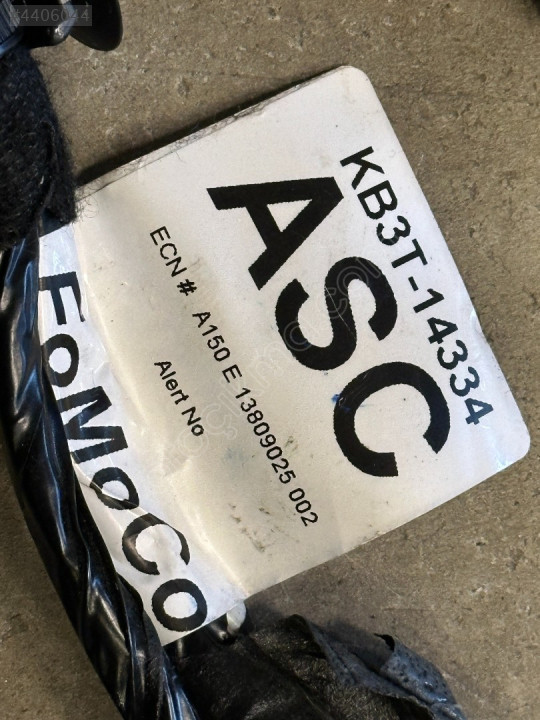 KB3T-14334
ASC
ECN # A150 E 13809025 002
Alert No
FoMoCo